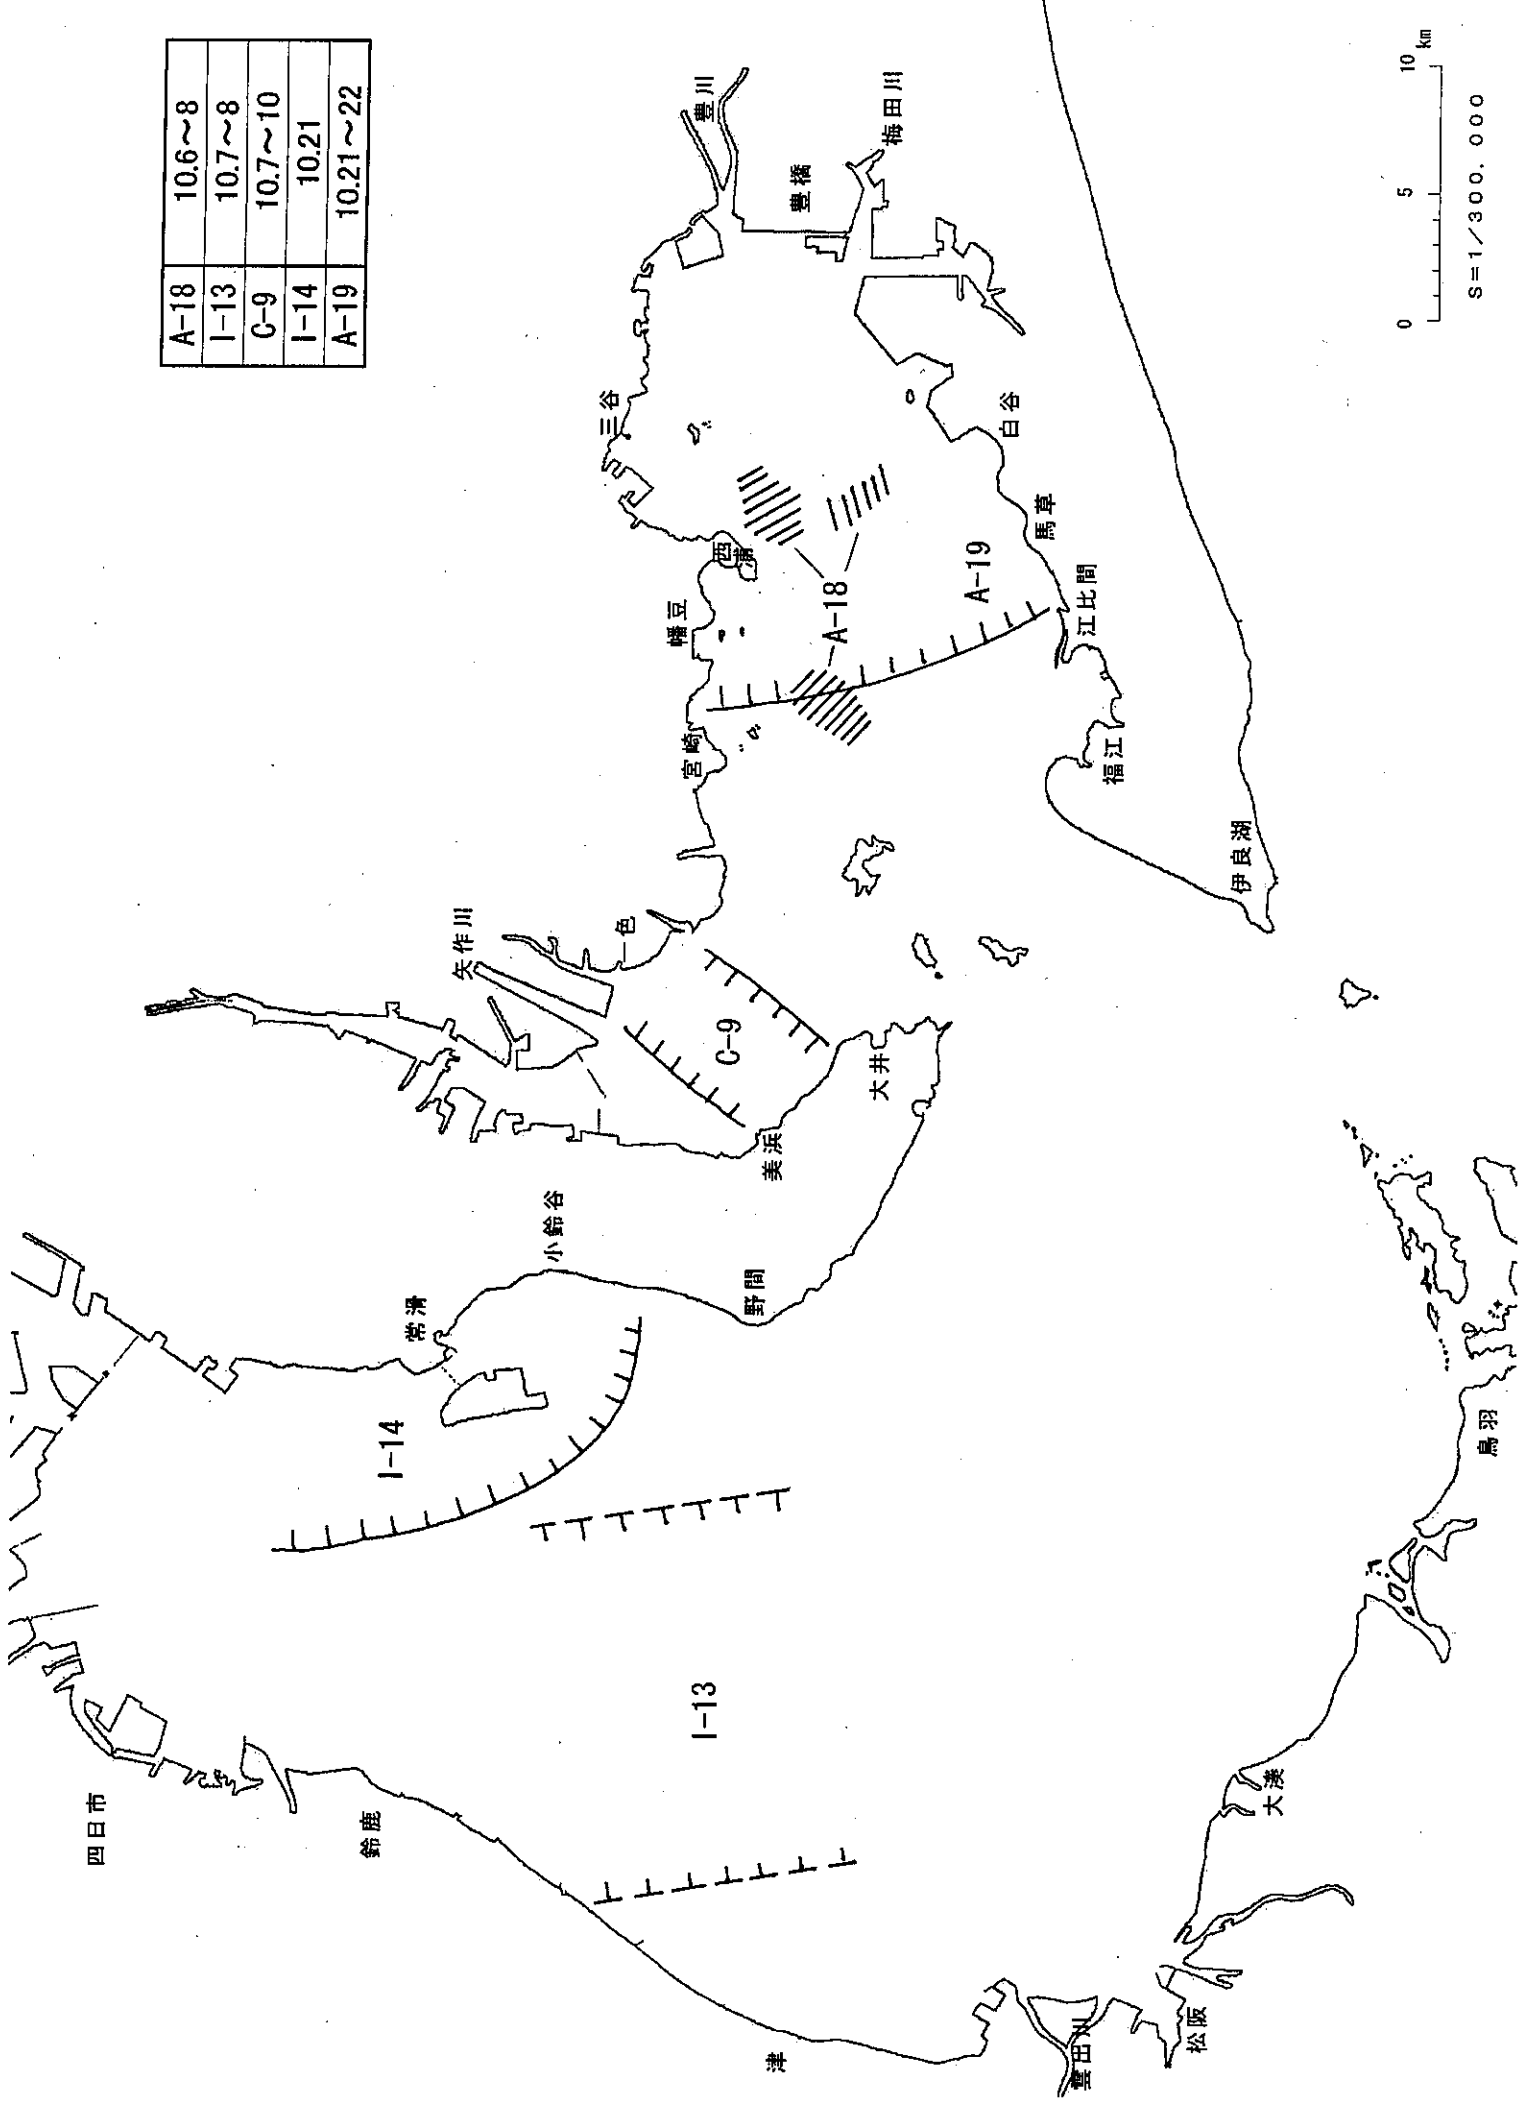 A-18 10.6～8
I-13 10.7～8
C-9 10.7～10
I-14 10.21
A-19 10.21～22
四日市
鈴鹿
津
雲出川
松阪
大湊
鳥羽
常滑
小鈴谷
野間
美浜
大井
矢作川
一色
宮崎
幡豆
西浦
三谷
豊川
豊橋
梅田川
白谷
馬草
江比間
福江
伊良湖
I-14
I-13
C-9
A-18
A-19
0 5 10 km
S=1/300,000